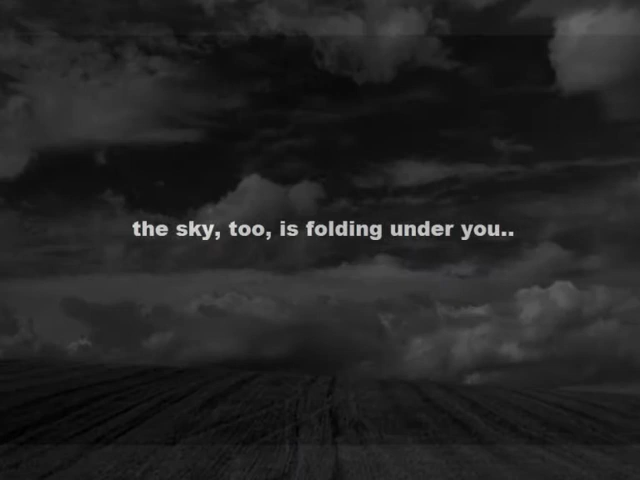 the sky, too, is folding under you..